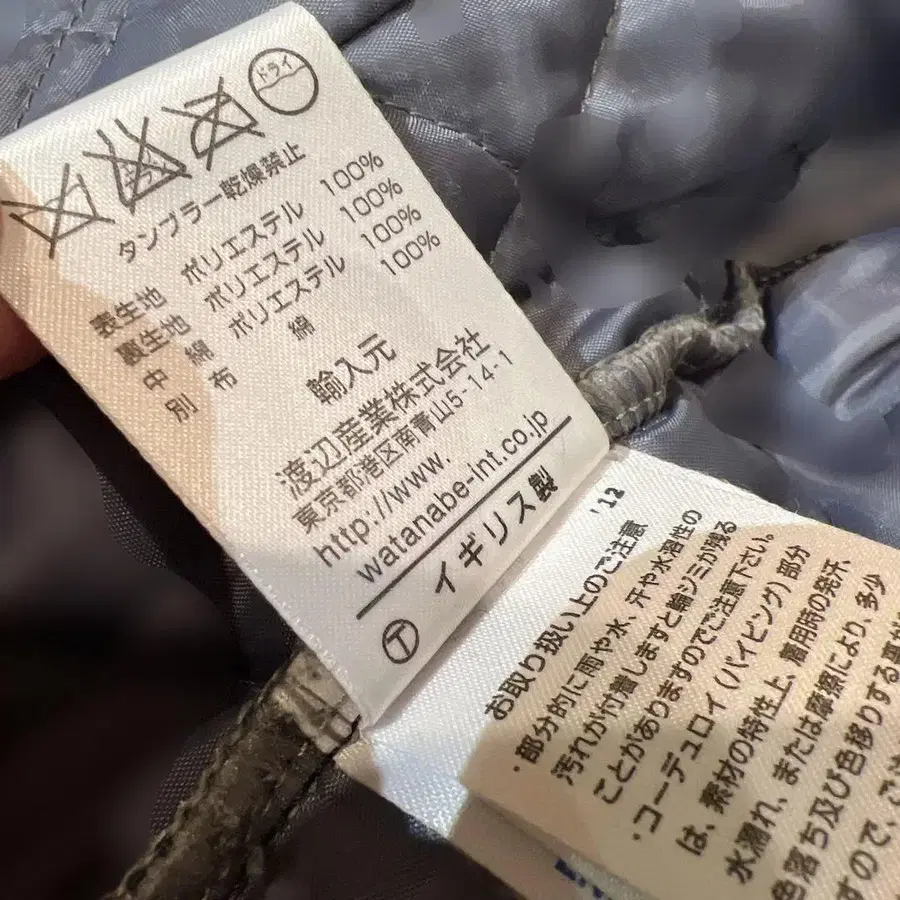 ドライ
タンブラー乾燥禁止
表生地 ポリエステル 100%
裏生地 ポリエステル 100%
中綿 ポリエステル 100%
別布 綿 100%
輸入元
渡辺産業株式会社
東京都港区南青山5-14-1
http://www.
watanabe-int.co.jp
イギリス製
T
'12
お取り扱い上のご注意
・部分的に雨や水、汗や水活性の
汚れが付着しますと輪ジミが残る
ことがありますのでご注意下さい。
・コーデュロイ(パイピング)部分
は、素材の特性上、着用時の発汗
水濡れ、または摩擦により、多少
色落ち及び色移りする事が
すので、